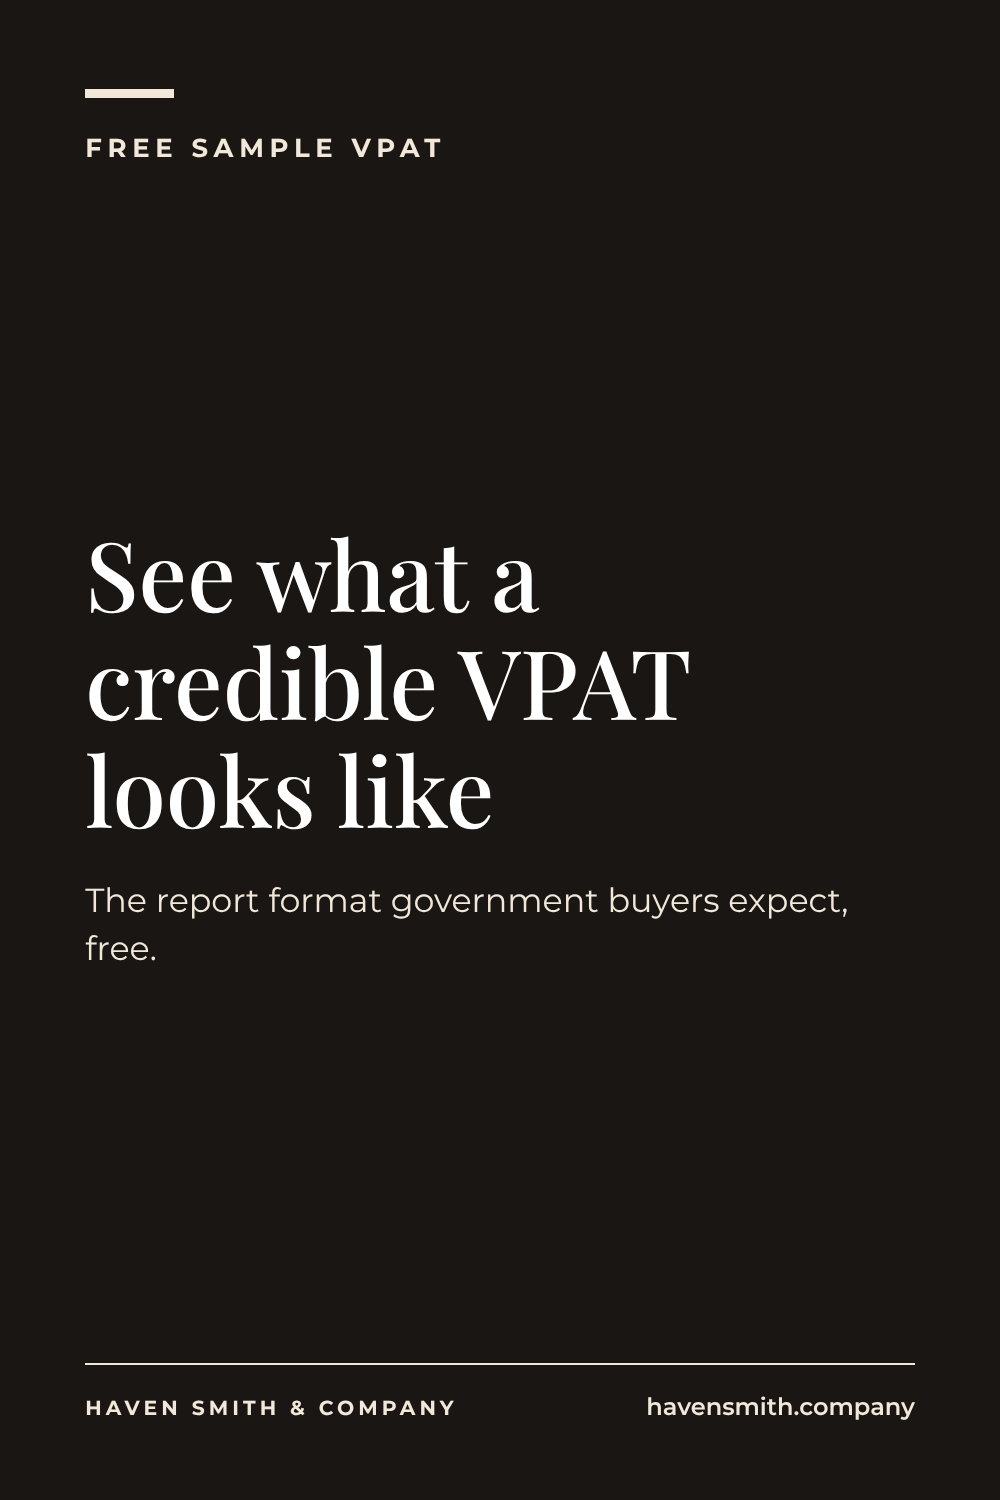 FREE SAMPLE VPAT
See what a
credible VPAT
looks like
The report format government buyers expect,
free.
HAVEN SMITH & COMPANY
havensmith.company